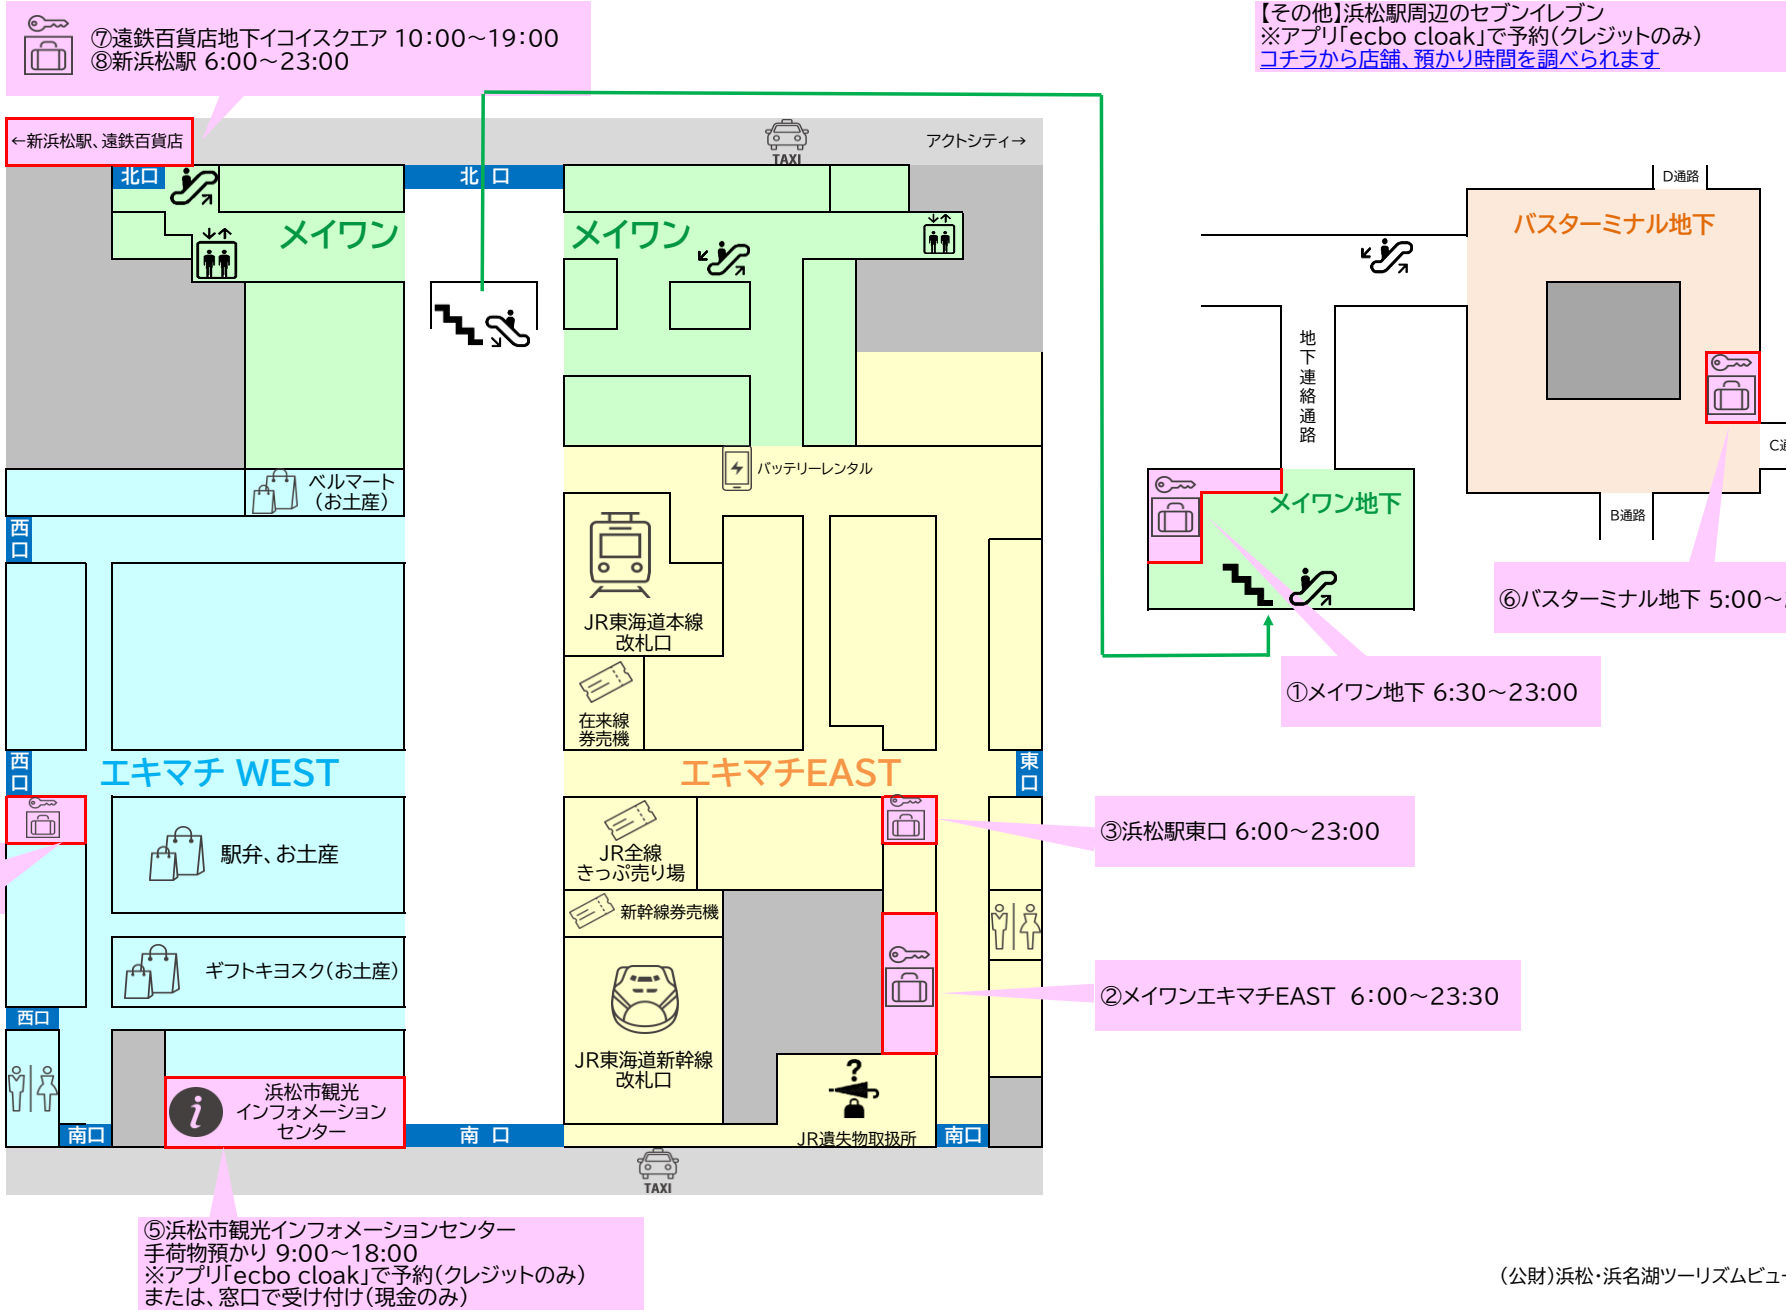 ⑦遠鉄百貨店地下イコイスクエア 10:00～19:00
⑧新浜松駅 6:00～23:00
【その他】浜松駅周辺のセブンイレブン
※アプリ「ecbo cloak」で予約(クレジットのみ)
コチラから店舗、預かり時間を調べられます
←新浜松駅、遠鉄百貨店
TAXI
アクトシティ→
北口
北 口
メイワン
メイワン
D通路
バスターミナル地下
地下連絡通路
C通
B通路
メイワン地下
⑥バスターミナル地下 5:00～
①メイワン地下 6:30～23:00
バッテリーレンタル
ベルマート
(お土産)
西口
JR東海道本線
改札口
在来線
券売機
西口
エキマチ WEST
エキマチEAST
東口
駅弁、お土産
JR全線
きっぷ売り場
③浜松駅東口 6:00～23:00
新幹線券売機
ギフトキヨスク(お土産)
②メイワンエキマチEAST 6:00～23:30
西口
JR東海道新幹線
改札口
浜松市観光
インフォメーション
センター
南口
南 口
JR遺失物取扱所
南口
TAXI
⑤浜松市観光インフォメーションセンター
手荷物預かり 9:00～18:00
※アプリ「ecbo cloak」で予約(クレジットのみ)
または、窓口で受け付け(現金のみ)
(公財)浜松・浜名湖ツーリズムビュー